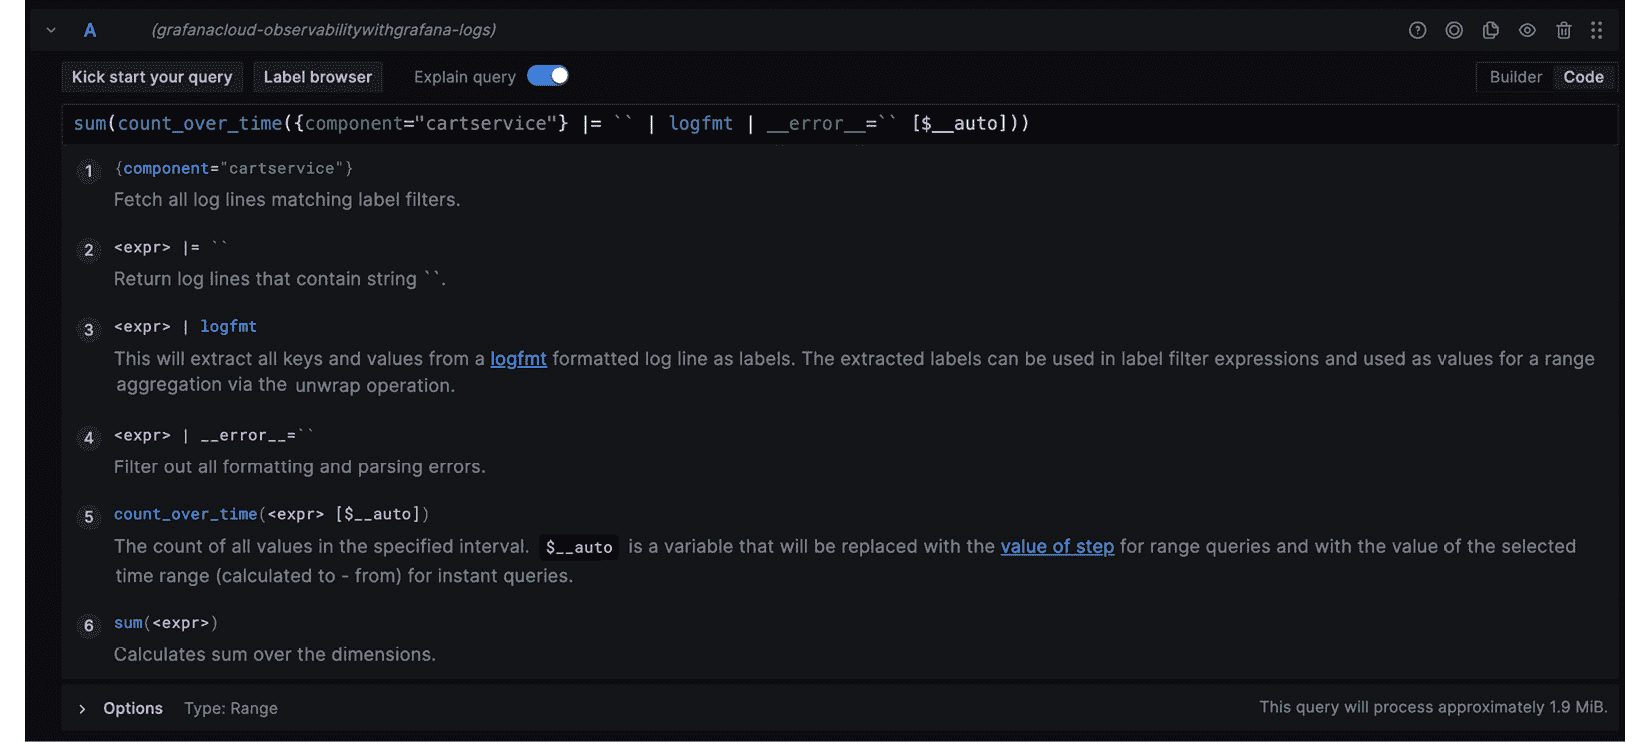 A (grafanacloud-observabilitywithgrafana-logs)
Kick start your query Label browser Explain query Builder Code
sum(count_over_time({component="cartservice"} |= `` | logfmt | __error__=`` [$__auto]))
1 {component="cartservice"}
Fetch all log lines matching label filters.
2 <expr> |= ``
Return log lines that contain string ``.
3 <expr> | logfmt
This will extract all keys and values from a logfmt formatted log line as labels. The extracted labels can be used in label filter expressions and used as values for a range
aggregation via the unwrap operation.
4 <expr> | __error__=``
Filter out all formatting and parsing errors.
5 count_over_time(<expr> [$__auto])
The count of all values in the specified interval. $__auto is a variable that will be replaced with the value of step for range queries and with the value of the selected
time range (calculated to - from) for instant queries.
6 sum(<expr>)
Calculates sum over the dimensions.
Options Type: Range This query will process approximately 1.9 MiB.